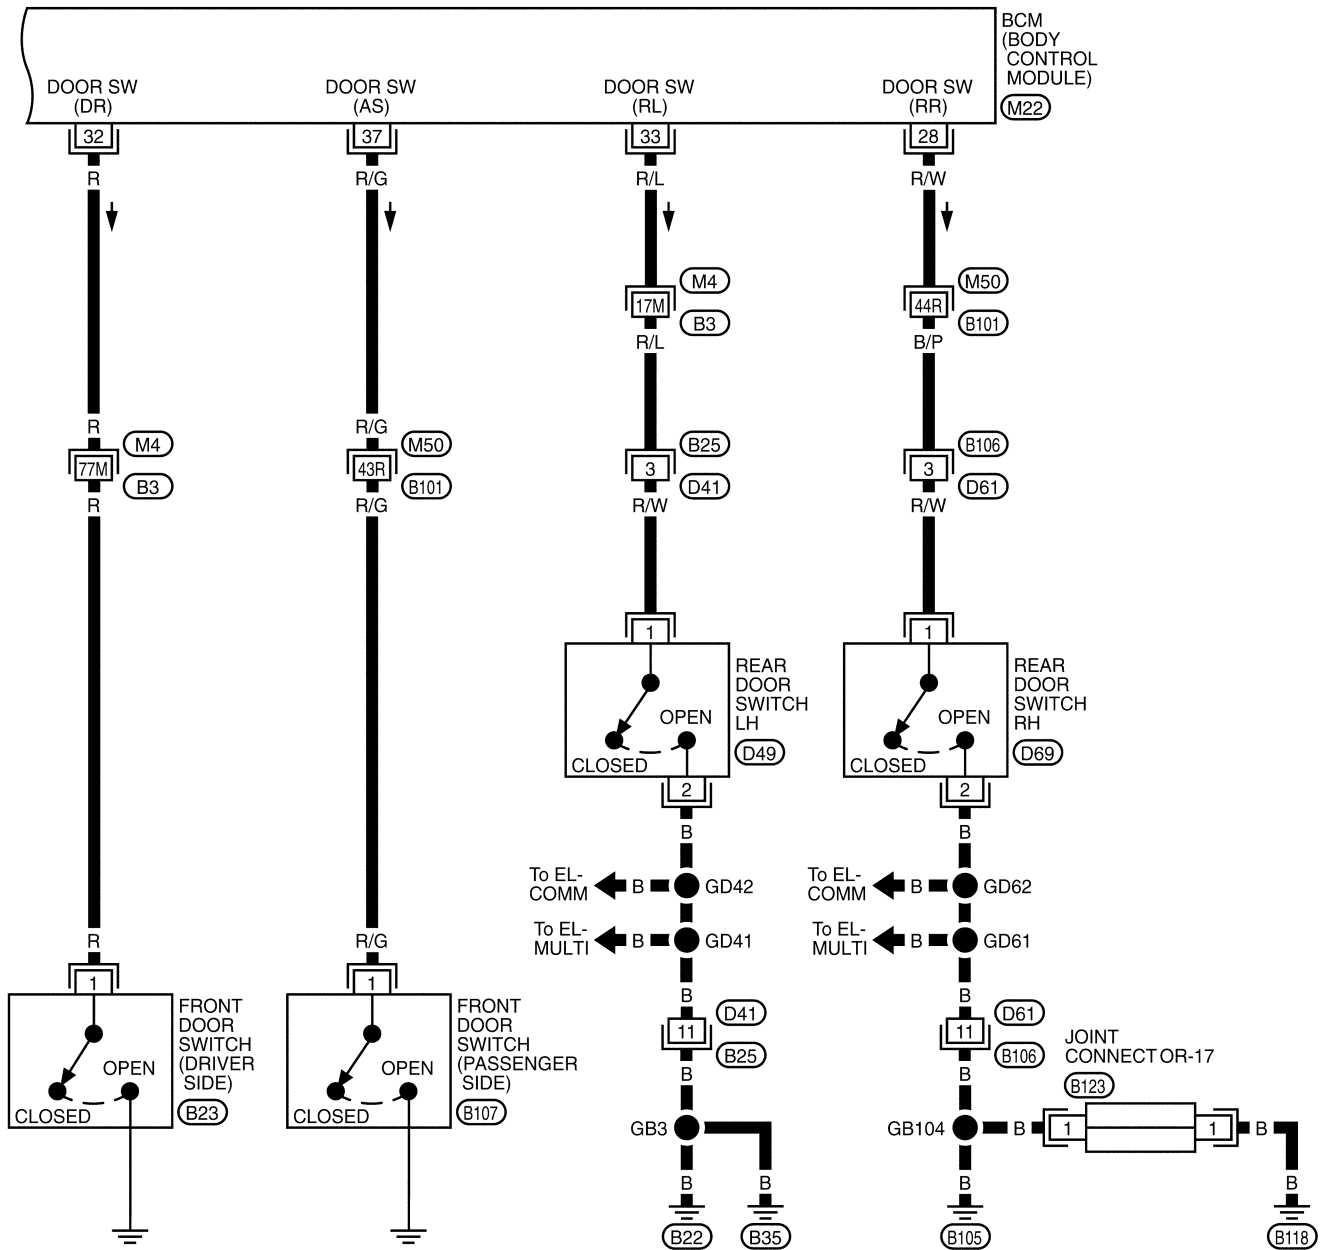 BCM
(BODY
CONTROL
MODULE)
M22
DOOR SW
(DR)
DOOR SW
(AS)
DOOR SW
(RL)
DOOR SW
(RR)
32
37
33
28
R
R/G
R/L
R/W
M4
M50
17M
44R
B3
B101
R/L
B/P
R
R/G
M4
M50
B25
B106
77M
43R
3
3
B3
B101
D41
D61
R
R/G
R/W
R/W
1
1
REAR
DOOR
SWITCH
LH
D49
OPEN
CLOSED
REAR
DOOR
SWITCH
RH
D69
OPEN
CLOSED
2
2
B
B
To EL-
COMM
B
GD42
To EL-
COMM
B
GD62
To EL-
MULTI
B
GD41
To EL-
MULTI
B
GD61
R
R/G
1
1
B
B
FRONT
DOOR
SWITCH
(DRIVER
SIDE)
B23
OPEN
CLOSED
FRONT
DOOR
SWITCH
(PASSENGER
SIDE)
B107
OPEN
CLOSED
D41
11
B25
D61
11
B106
B
B
JOINT
CONNECTOR-17
B123
GB3
GB104
B
1
1
B
B
B
B
B
B22
B35
B105
B118